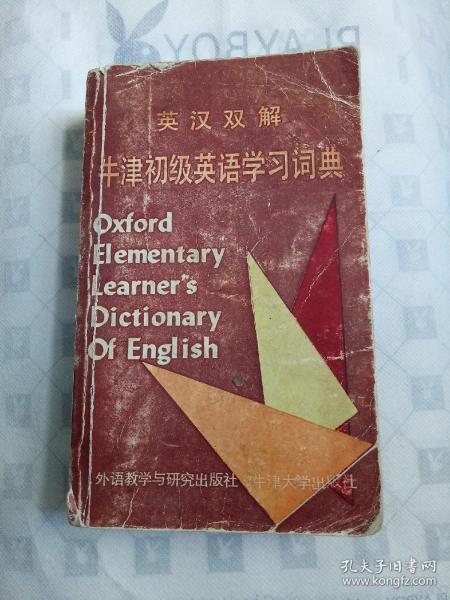 PLAYBOY
英汉双解
牛津初级英语学习词典
Oxford
Elementary
Learner's
Dictionary
Of English
外语教学与研究出版社 牛津大学出版社
孔夫子旧书网
www.kongfz.com